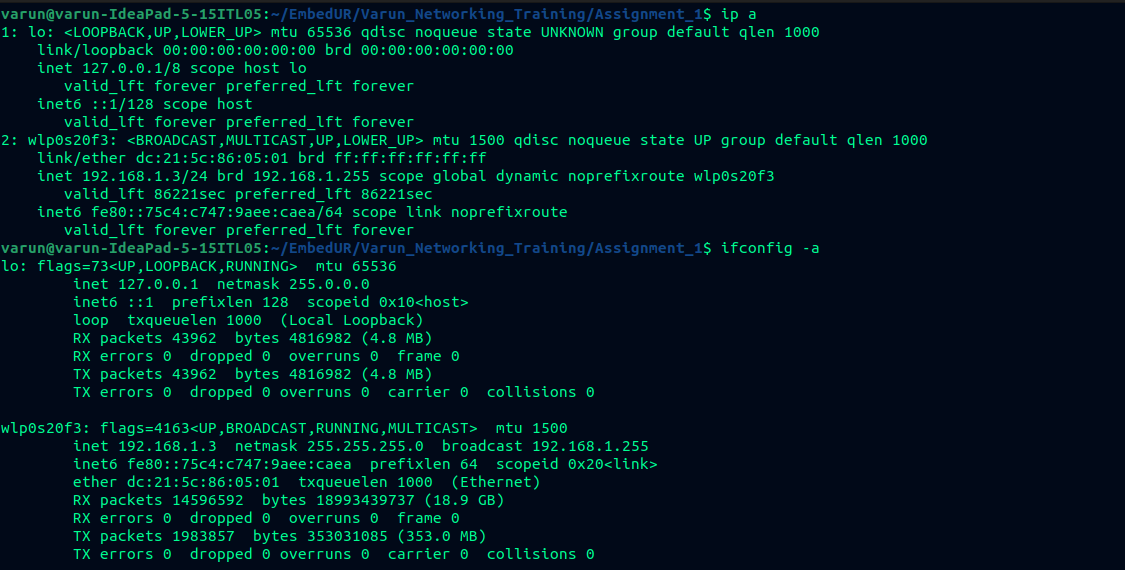 varun@varun-IdeaPad-5-15ITL05:~/EmbedUR/Varun_Networking_Training/Assignment_1$ ip a
1: lo: <LOOPBACK,UP,LOWER_UP> mtu 65536 qdisc noqueue state UNKNOWN group default qlen 1000
    link/loopback 00:00:00:00:00:00 brd 00:00:00:00:00:00
    inet 127.0.0.1/8 scope host lo
       valid_lft forever preferred_lft forever
    inet6 ::1/128 scope host
       valid_lft forever preferred_lft forever
2: wlp0s20f3: <BROADCAST,MULTICAST,UP,LOWER_UP> mtu 1500 qdisc noqueue state UP group default qlen 1000
    link/ether dc:21:5c:86:05:01 brd ff:ff:ff:ff:ff:ff
    inet 192.168.1.3/24 brd 192.168.1.255 scope global dynamic noprefixroute wlp0s20f3
       valid_lft 86221sec preferred_lft 86221sec
    inet6 fe80::75c4:c747:9aee:caea/64 scope link noprefixroute
       valid_lft forever preferred_lft forever
varun@varun-IdeaPad-5-15ITL05:~/EmbedUR/Varun_Networking_Training/Assignment_1$ ifconfig -a
lo: flags=73<UP,LOOPBACK,RUNNING>  mtu 65536
        inet 127.0.0.1  netmask 255.0.0.0
        inet6 ::1  prefixlen 128  scopeid 0x10<host>
        loop  txqueuelen 1000  (Local Loopback)
        RX packets 43962  bytes 4816982 (4.8 MB)
        RX errors 0  dropped 0  overruns 0  frame 0
        TX packets 43962  bytes 4816982 (4.8 MB)
        TX errors 0  dropped 0 overruns 0  carrier 0  collisions 0
wlp0s20f3: flags=4163<UP,BROADCAST,RUNNING,MULTICAST>  mtu 1500
        inet 192.168.1.3  netmask 255.255.255.0  broadcast 192.168.1.255
        inet6 fe80::75c4:c747:9aee:caea  prefixlen 64  scopeid 0x20<link>
        ether dc:21:5c:86:05:01  txqueuelen 1000  (Ethernet)
        RX packets 14596592  bytes 18993439737 (18.9 GB)
        RX errors 0  dropped 0  overruns 0  frame 0
        TX packets 1983857  bytes 353031085 (353.0 MB)
        TX errors 0  dropped 0 overruns 0  carrier 0  collisions 0